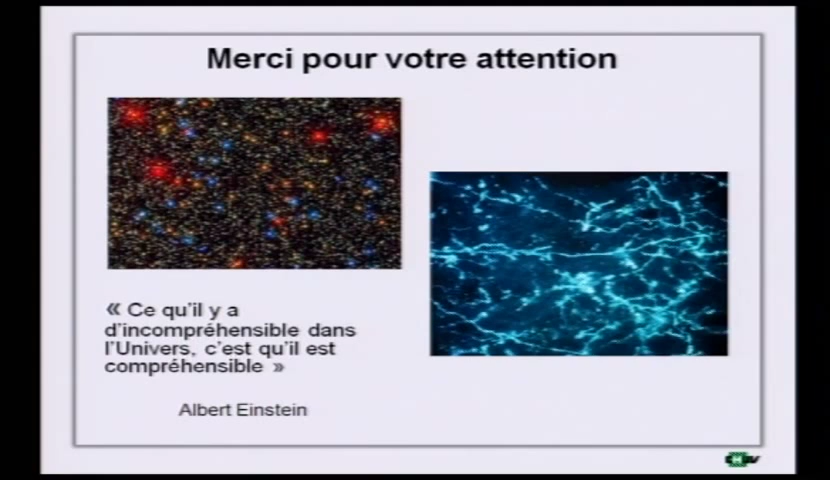 Merci pour votre attention
« Ce qu'il y a
d'incompréhensible dans
l'Univers, c'est qu'il est
compréhensible »
Albert Einstein